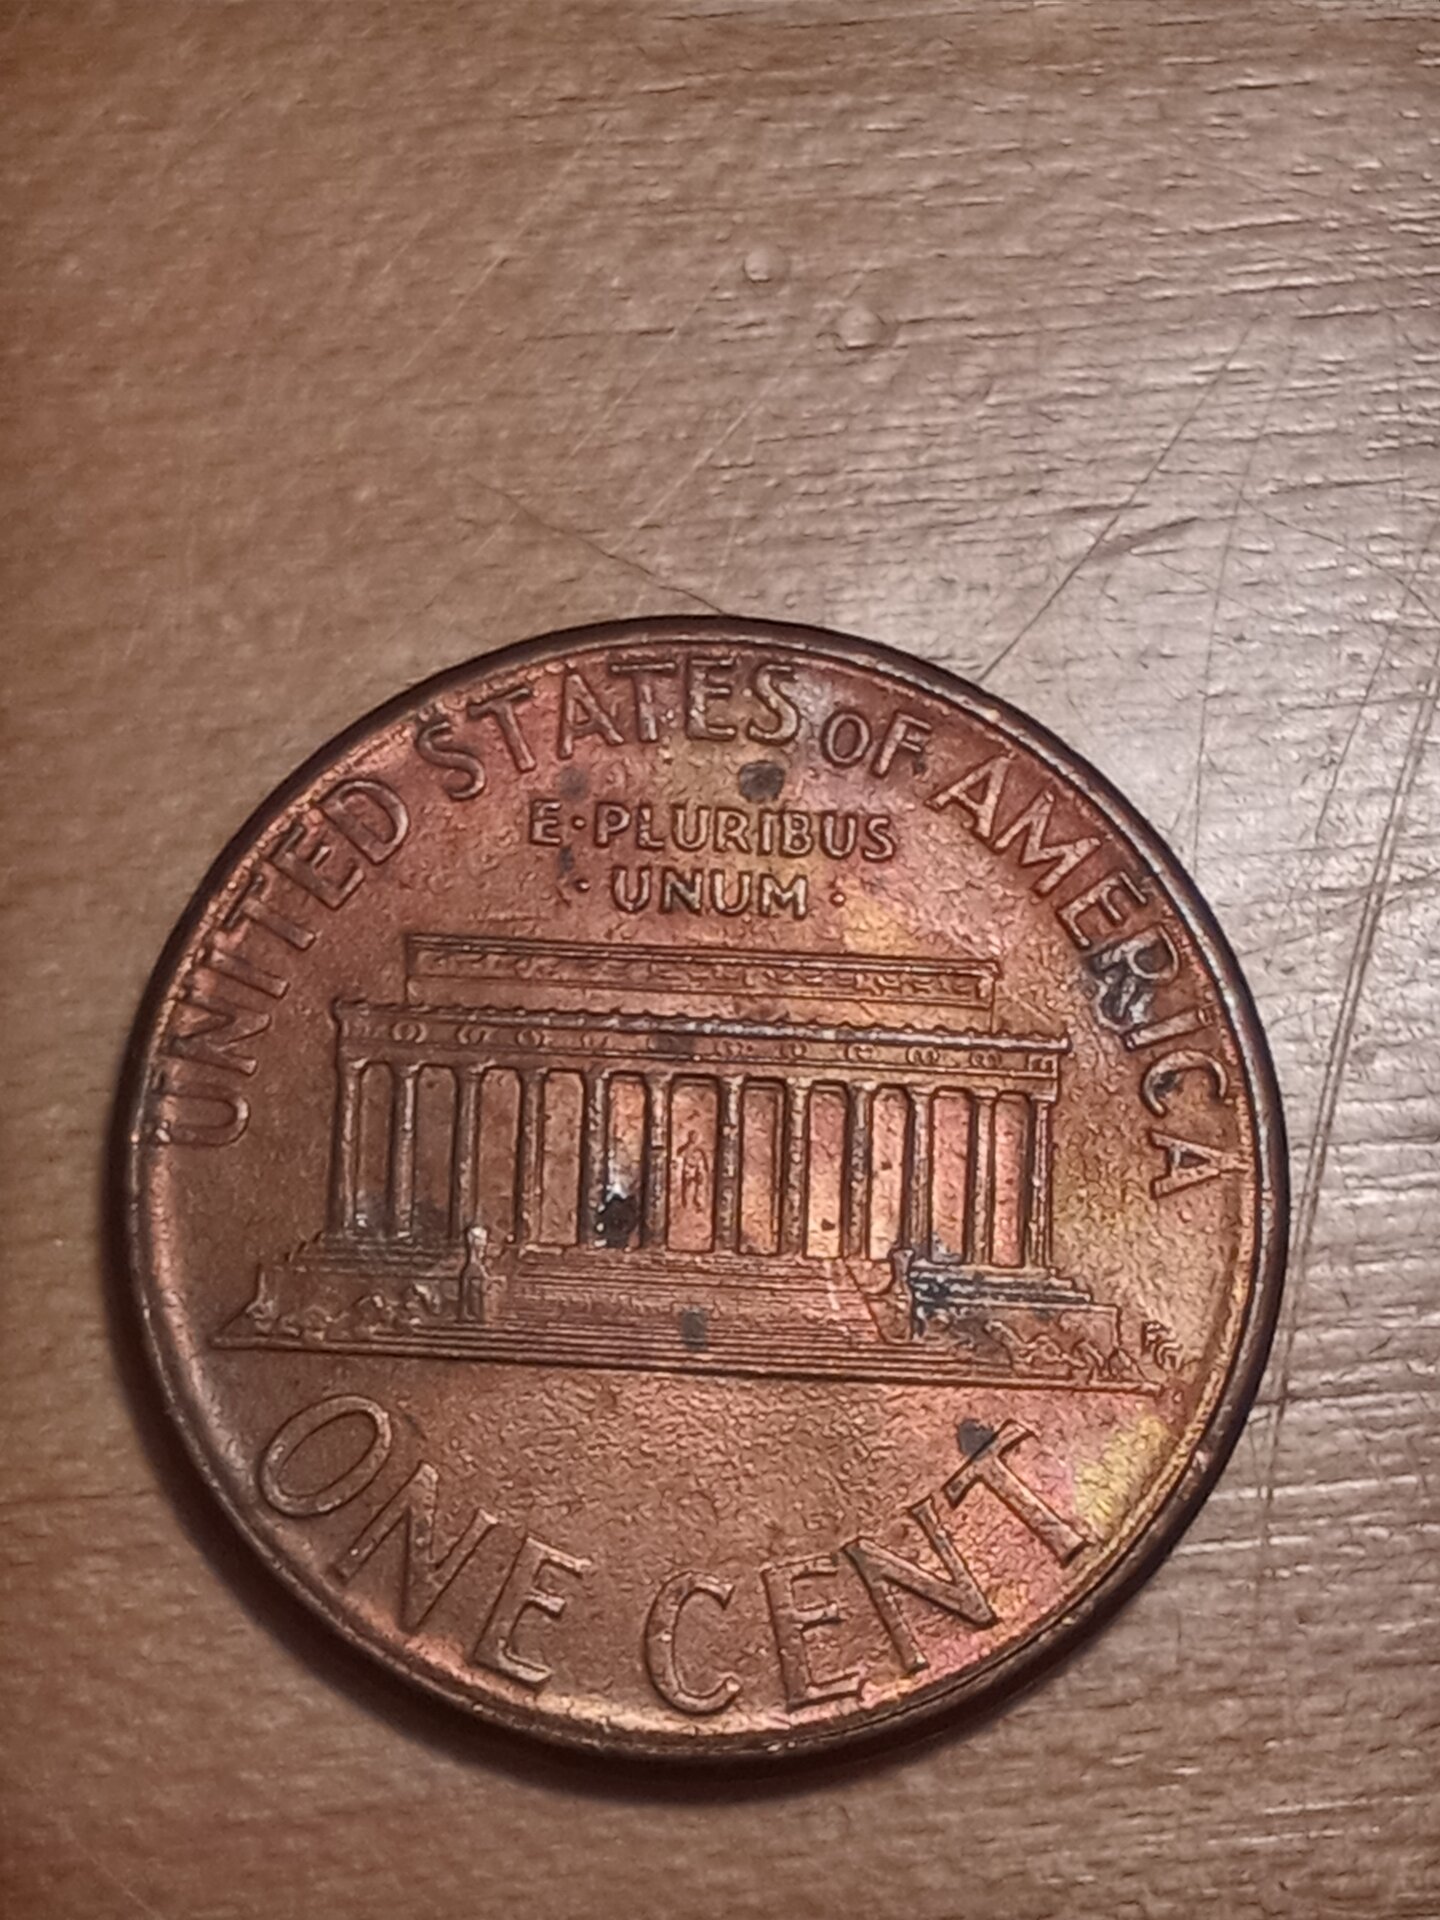 UNITED STATES OF AMERICA
E·PLURIBUS
· UNUM ·
ONE CENT